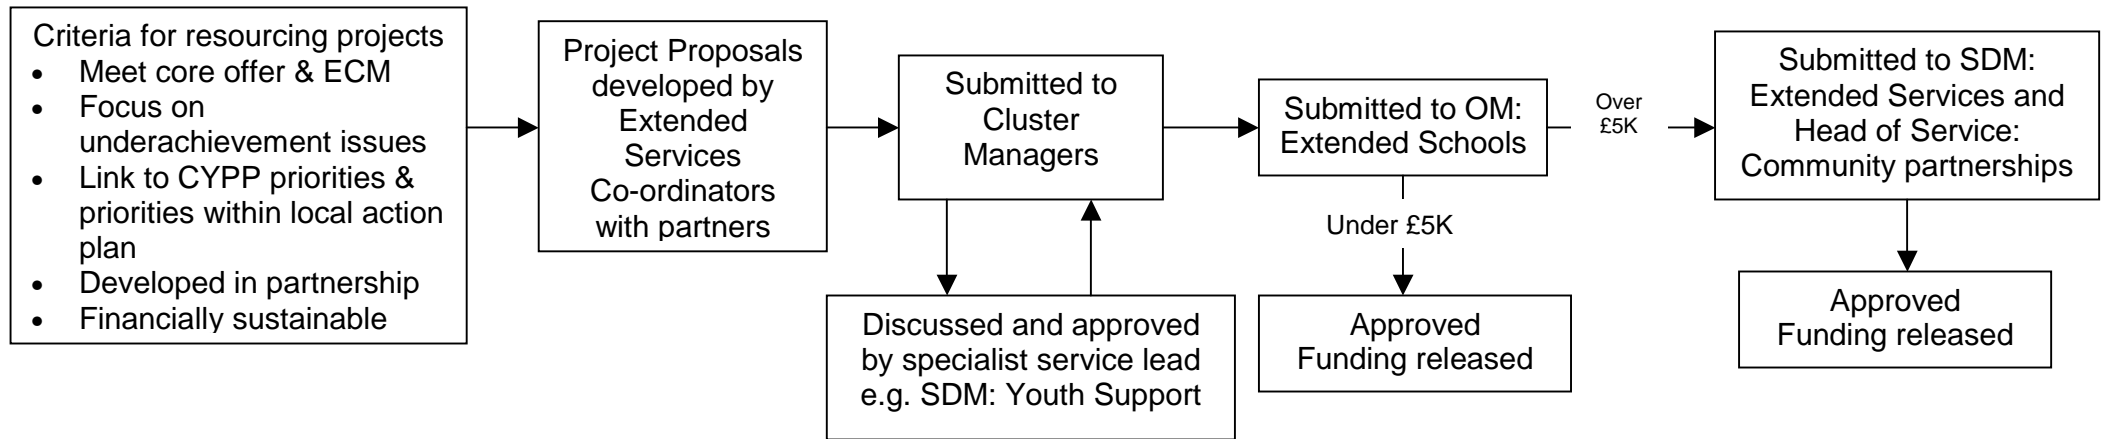 Criteria for resourcing projects
• Meet core offer & ECM
• Focus on
underachievement issues
• Link to CYPP priorities &
priorities within local action
plan
• Developed in partnership
• Financially sustainable
Project Proposals
developed by
Extended
Services
Co-ordinators
with partners
Submitted to
Cluster
Managers
Discussed and approved
by specialist service lead
e.g. SDM: Youth Support
Submitted to OM:
Extended Schools
Under £5K
Approved
Funding released
Over
£5K
Submitted to SDM:
Extended Services and
Head of Service:
Community partnerships
Approved
Funding released